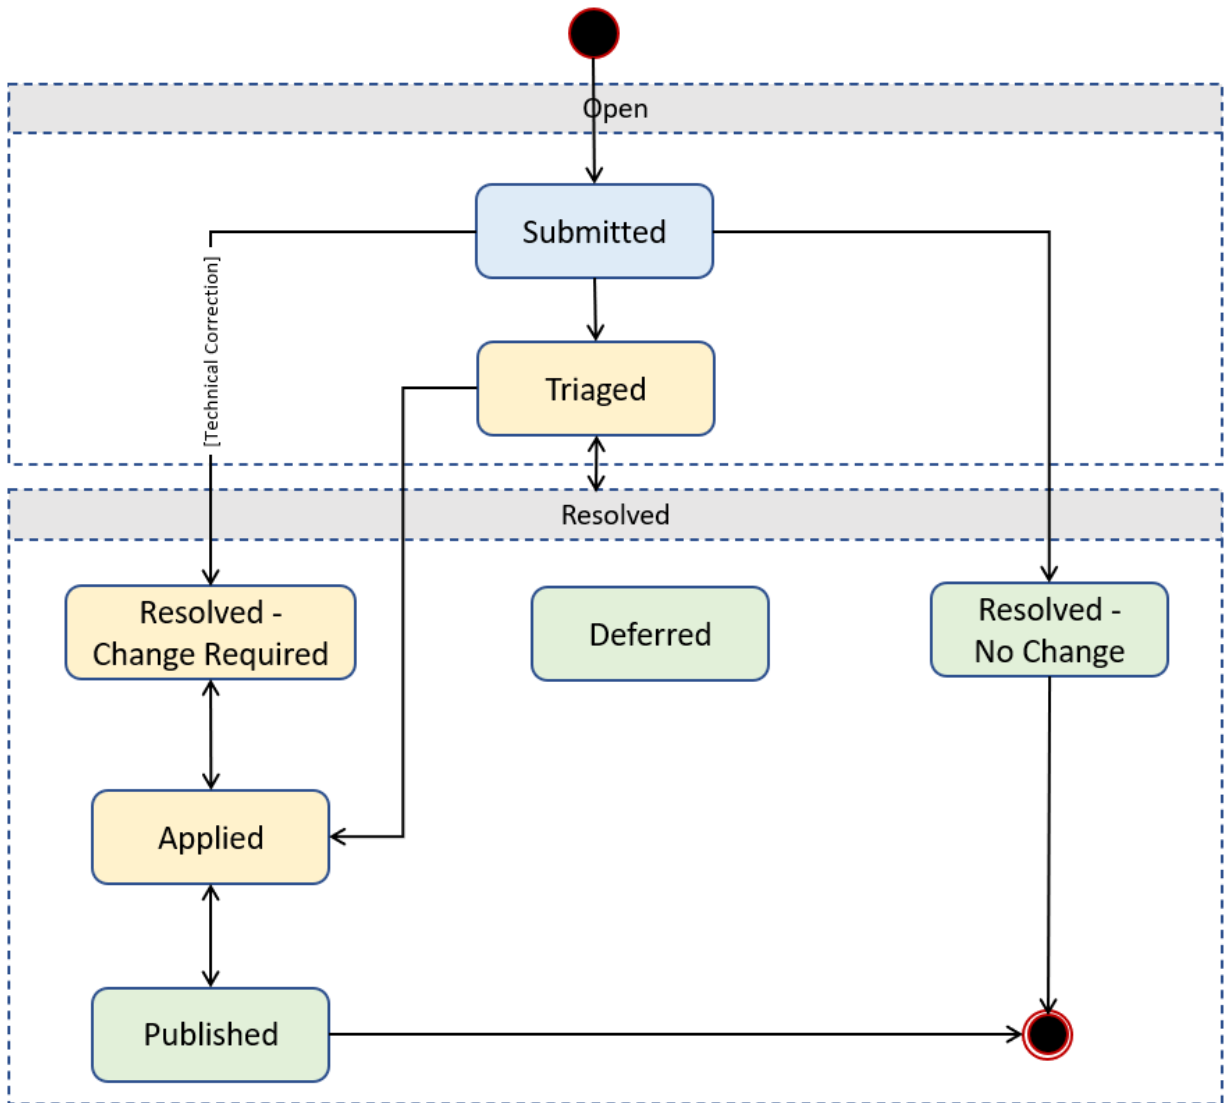 Open
Submitted
[Technical Correction]
Triaged
Resolved
Resolved -
Change Required
Deferred
Resolved -
No Change
Applied
Published